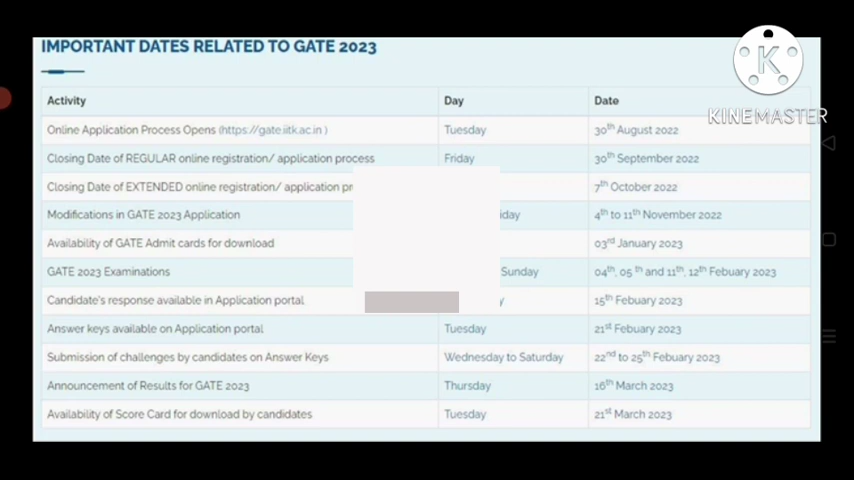 IMPORTANT DATES RELATED TO GATE 2023
K
KINEMASTER
Activity Day Date
Online Application Process Opens (https://gate.iitk.ac.in ) Tuesday 30th August 2022
Closing Date of REGULAR online registration/ application process Friday 30th September 2022
Closing Date of EXTENDED online registration/ application 7th October 2022
Modifications in GATE 2023 Application 4th to 11th November 2022
Availability of GATE Admit cards for download 03rd January 2023
GATE 2023 Examinations Sunday 04th, 05 th and 11th, 12th Febuary 2023
Candidate's response available in Application portal 15th Febuary 2023
Answer keys available on Application portal Tuesday 21st Febuary 2023
Submission of challenges by candidates on Answer Keys Wednesday to Saturday 22nd to 25th Febuary 2023
Announcement of Results for GATE 2023 Thursday 16th March 2023
Availability of Score Card for download by candidates Tuesday 21st March 2023